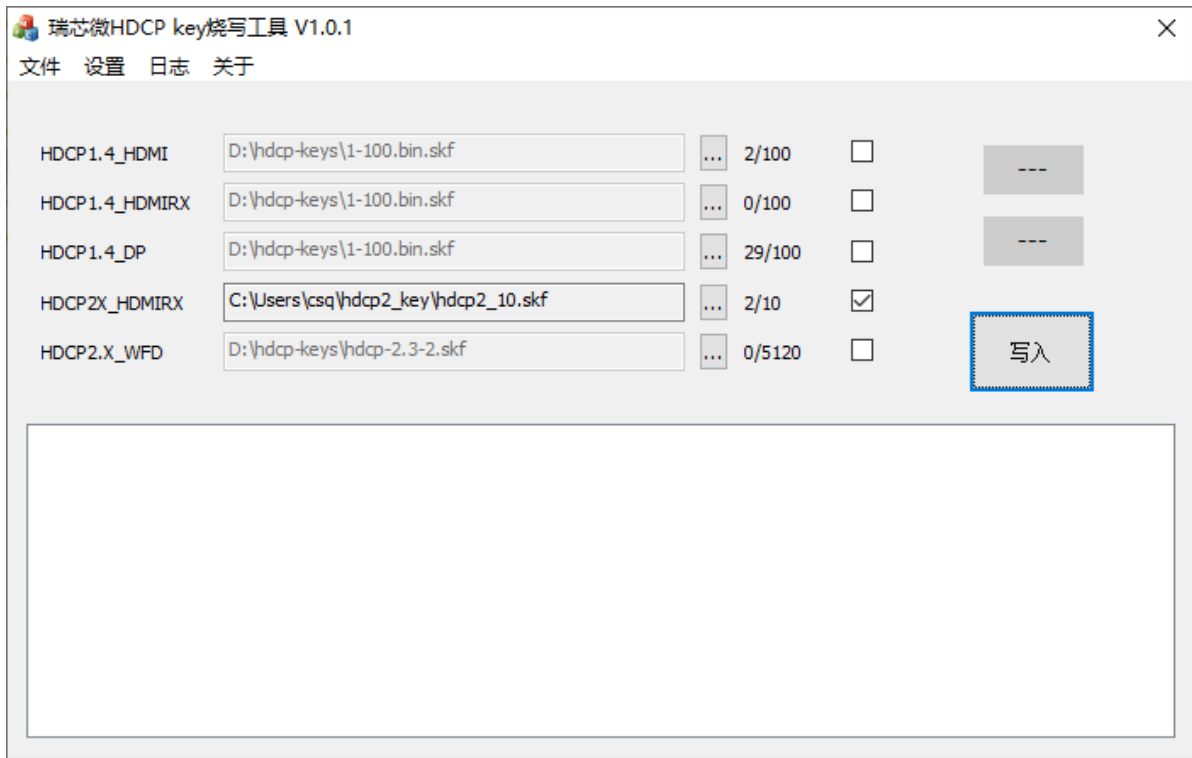 瑞芯微HDCP key烧写工具 V1.0.1
文件 设置 日志 关于
HDCP1.4_HDMI D:\hdcp-keys\1-100.bin.skf ... 2/100
---
HDCP1.4_HDMIRX D:\hdcp-keys\1-100.bin.skf ... 0/100
---
HDCP1.4_DP D:\hdcp-keys\1-100.bin.skf ... 29/100
HDCP2X_HDMIRX C:\Users\csq\hdcp2_key\hdcp2_10.skf ... 2/10
HDCP2.X_WFD D:\hdcp-keys\hdcp-2.3-2.skf ... 0/5120
写入